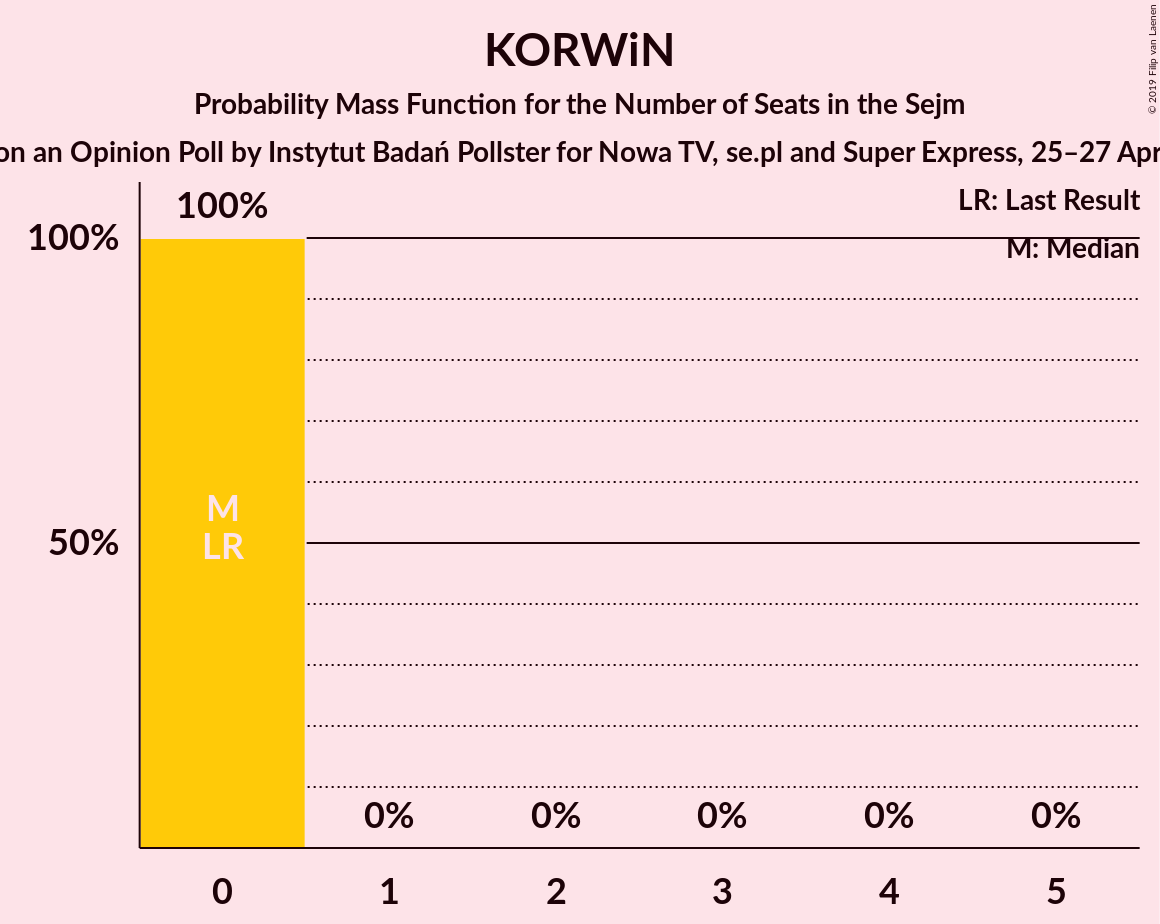 KORWiN
Probability Mass Function for the Number of Seats in the Sejm
on an Opinion Poll by Instytut Badań Pollster for Nowa TV, se.pl and Super Express, 25–27 Apr
© 2019 Filip van Laenen
LR: Last Result
M: Median
100%
100%
50%
M
LR
0% 0% 0% 0% 0%
0 1 2 3 4 5